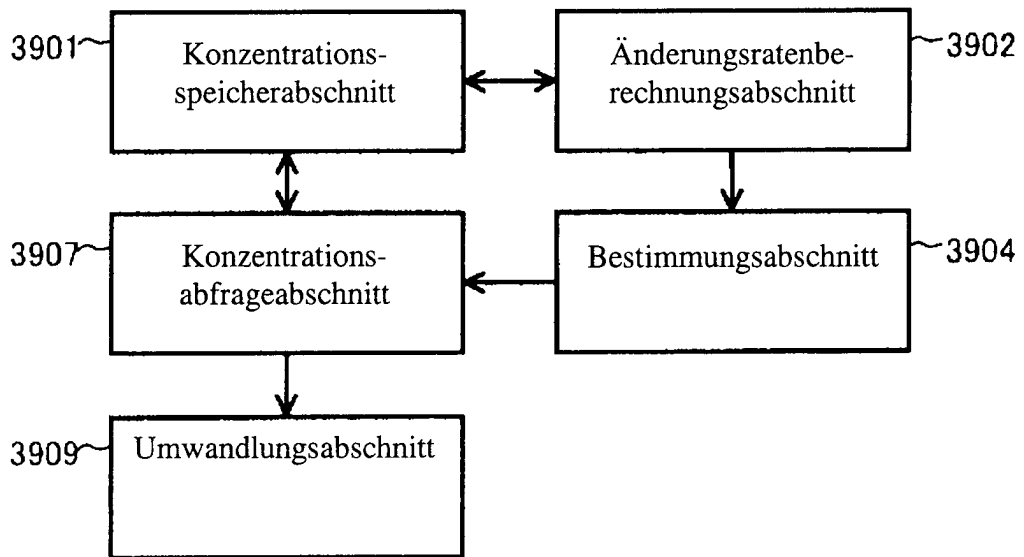 3901
Konzentrations-
speicherabschnitt
Änderungsratenbe-
rechnungsabschnitt
3902
3907
Konzentrations-
abfrageabschnitt
Bestimmungsabschnitt
3904
3909
Umwandlungsabschnitt